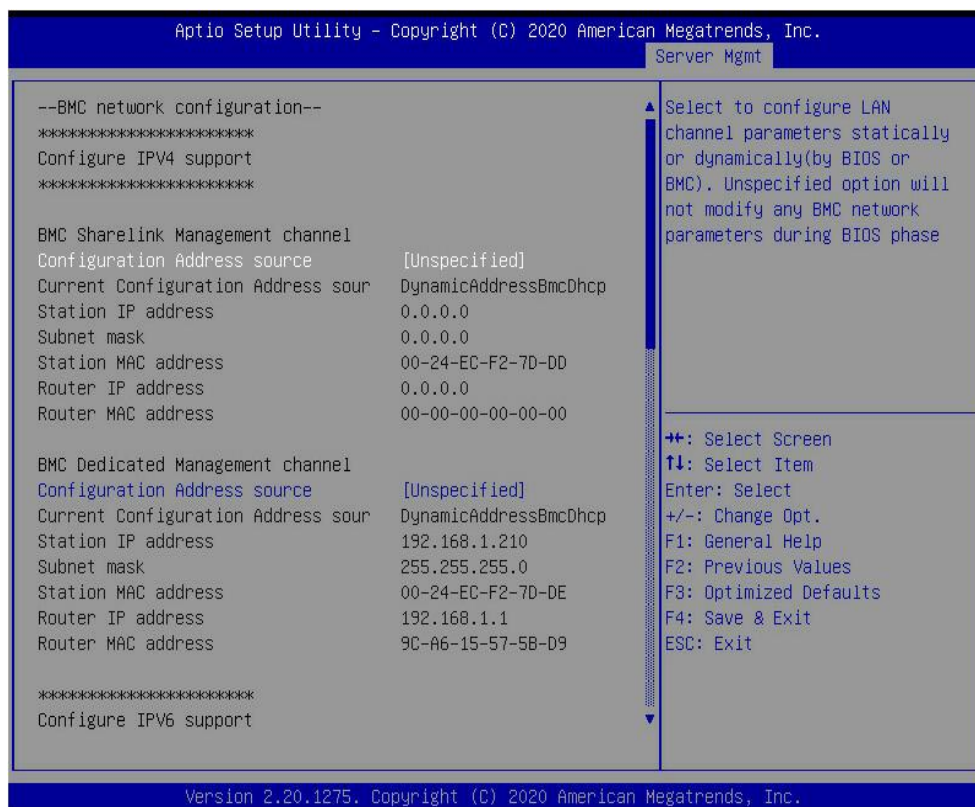 Aptio Setup Utility – Copyright (C) 2020 American Megatrends, Inc.
Server Mgmt
--BMC network configuration--
***********************
Configure IPV4 support
***********************
BMC Sharelink Management channel
Configuration Address source [Unspecified]
Current Configuration Address sour DynamicAddressBmcDhcp
Station IP address 0.0.0.0
Subnet mask 0.0.0.0
Station MAC address 00-24-EC-F2-7D-DD
Router IP address 0.0.0.0
Router MAC address 00-00-00-00-00-00
BMC Dedicated Management channel
Configuration Address source [Unspecified]
Current Configuration Address sour DynamicAddressBmcDhcp
Station IP address 192.168.1.210
Subnet mask 255.255.255.0
Station MAC address 00-24-EC-F2-7D-DE
Router IP address 192.168.1.1
Router MAC address 9C-A6-15-57-5B-D9
***********************
Configure IPV6 support
Select to configure LAN
channel parameters statically
or dynamically(by BIOS or
BMC). Unspecified option will
not modify any BMC network
parameters during BIOS phase
→←: Select Screen
↑↓: Select Item
Enter: Select
+/-: Change Opt.
F1: General Help
F2: Previous Values
F3: Optimized Defaults
F4: Save & Exit
ESC: Exit
Version 2.20.1275. Copyright (C) 2020 American Megatrends, Inc.